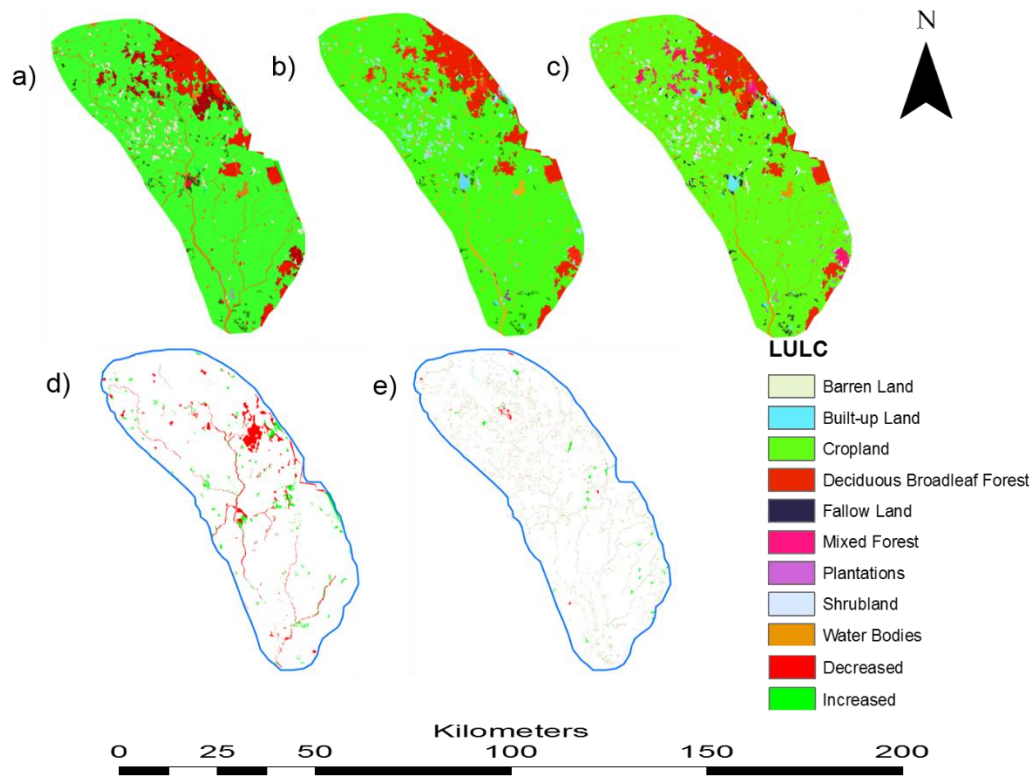 N
a)
b)
c)
d)
e)
LULC
Barren Land
Built-up Land
Cropland
Deciduous Broadleaf Forest
Fallow Land
Mixed Forest
Plantations
Shrubland
Water Bodies
Decreased
Increased
Kilometers
0 25 50 100 150 200